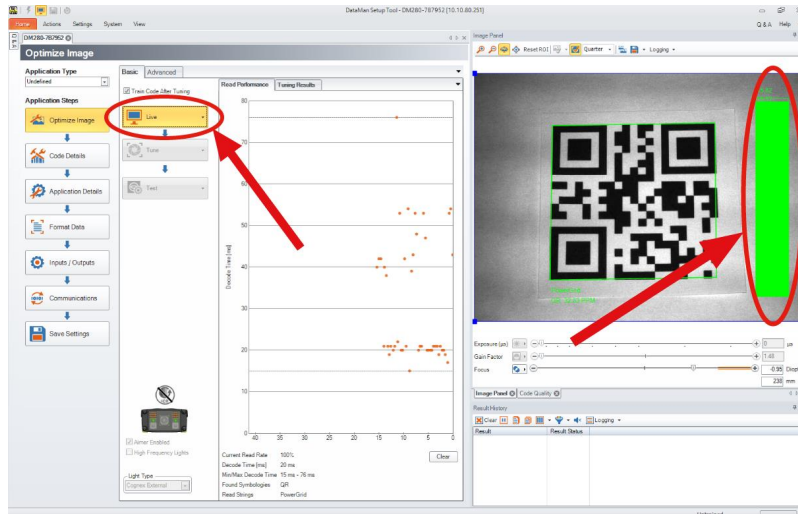 DataMan Setup Tool - DM280-787952 [10.10.80.251]
Home Actions Settings System View
Q & A Help
DM280-787952
Optimize Image
Application Type
Undefined
Application Steps
Optimize Image
Code Details
Application Details
Format Data
Inputs / Outputs
Communications
Save Settings
Basic Advanced
Train Code After Tuning
Live
Tune
Test
Aimer Enabled
High Frequency Lights
Light Type
Cognex External
Read Performance Tuning Results
80
70
60
50
40
30
20
10
0
Decode Time [ms]
40 35 30 25 20 15 10 5 0
Current Read Rate 100%
Decode Time [ms] 20 ms
Min/Max Decode Time 15 ms - 76 ms
Found Symbologies QR
Read Strings PowerGrid
Clear
Image Panel
Reset ROI Quarter Logging
Exposure (µs) 0 µs
Gain Factor 1.48
Focus -0.95 Diop
238 mm
Image Panel Code Quality
Result History
Clear Logging
Result Result Status